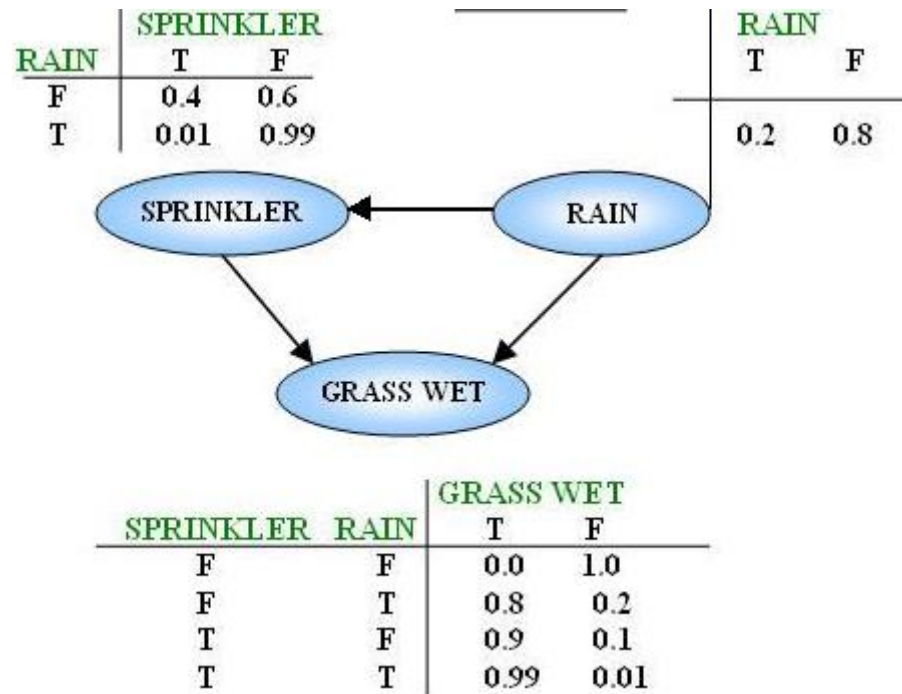 SPRINKLER
RAIN T F
F 0.4 0.6
T 0.01 0.99
RAIN
T F
0.2 0.8
SPRINKLER
RAIN
GRASS WET
GRASS WET
SPRINKLER RAIN T F
F F 0.0 1.0
F T 0.8 0.2
T F 0.9 0.1
T T 0.99 0.01